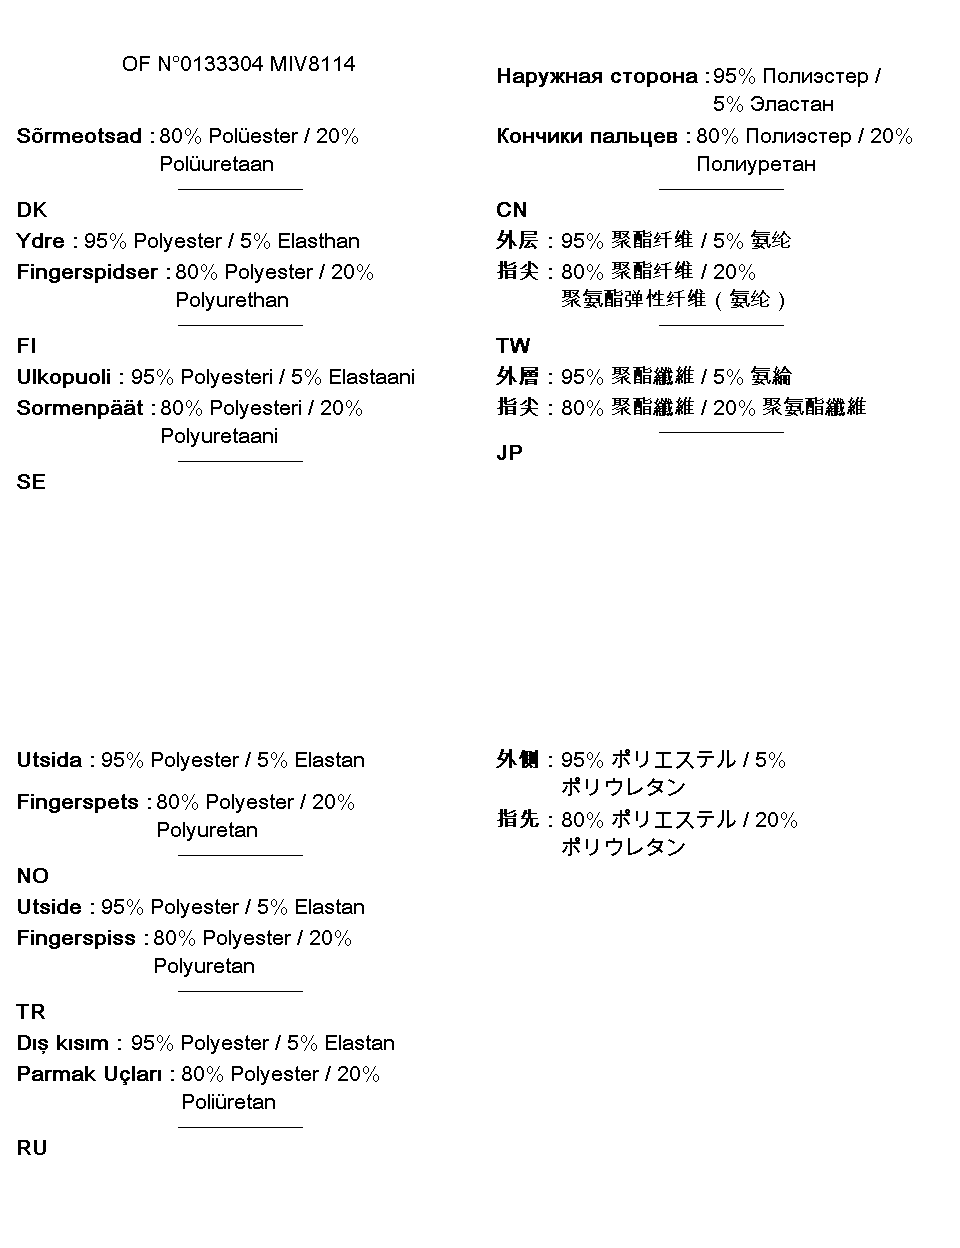 OF N°0133304 MIV8114
Sõrmeotsad : 80% Polüester / 20%
Polüuretaan
DK
Ydre : 95% Polyester / 5% Elasthan
Fingerspidser : 80% Polyester / 20%
Polyurethan
FI
Ulkopuoli : 95% Polyesteri / 5% Elastaani
Sormenpäät : 80% Polyesteri / 20%
Polyuretaani
SE
Utsida : 95% Polyester / 5% Elastan
Fingerspets : 80% Polyester / 20%
Polyuretan
NO
Utside : 95% Polyester / 5% Elastan
Fingerspiss : 80% Polyester / 20%
Polyuretan
TR
Dış kısım : 95% Polyester / 5% Elastan
Parmak Uçları : 80% Polyester / 20%
Poliüretan
RU
Наружная сторона : 95% Полиэстер /
5% Эластан
Кончики пальцев : 80% Полиэстер / 20%
Полиуретан
CN
外层 : 95% 聚酯纤维 / 5% 氨纶
指尖 : 80% 聚酯纤维 / 20%
聚氨酯弹性纤维 ( 氨纶 )
TW
外層 : 95% 聚酯纖維 / 5% 氨綸
指尖 : 80% 聚酯纖維 / 20% 聚氨酯纖維
JP
外側 : 95% ポリエステル / 5%
ポリウレタン
指先 : 80% ポリエステル / 20%
ポリウレタン